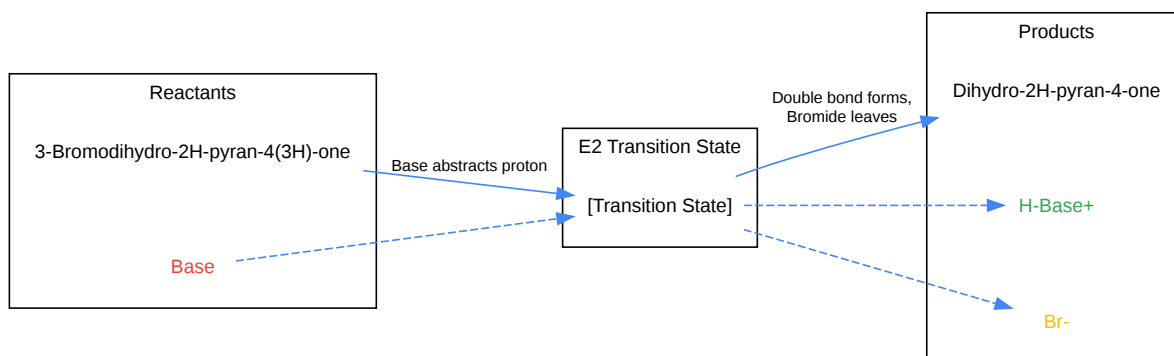 Reactants
3-Bromodihydro-2H-pyran-4(3H)-one
Base
Base abstracts proton
E2 Transition State
[Transition State]
Double bond forms,
Bromide leaves
Products
Dihydro-2H-pyran-4-one
H-Base+
Br-